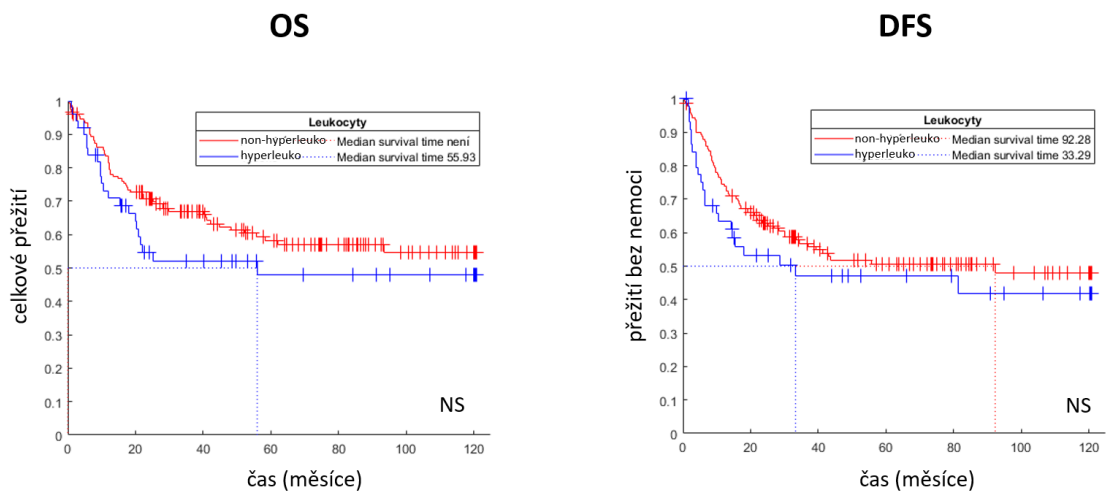 OS
Leukocyty
non-hyperleuko Median survival time není
hyperleuko Median survival time 55.93
1
0.9
0.8
0.7
0.6
0.5
0.4
0.3
0.2
0.1
0
celkové přežití
NS
0 20 40 60 80 100 120
čas (měsíce)
DFS
Leukocyty
non-hyperleuko Median survival time 92.28
hyperleuko Median survival time 33.29
1
0.9
0.8
0.7
0.6
0.5
0.4
0.3
0.2
0.1
0
přežití bez nemoci
NS
0 20 40 60 80 100 120
čas (měsíce)